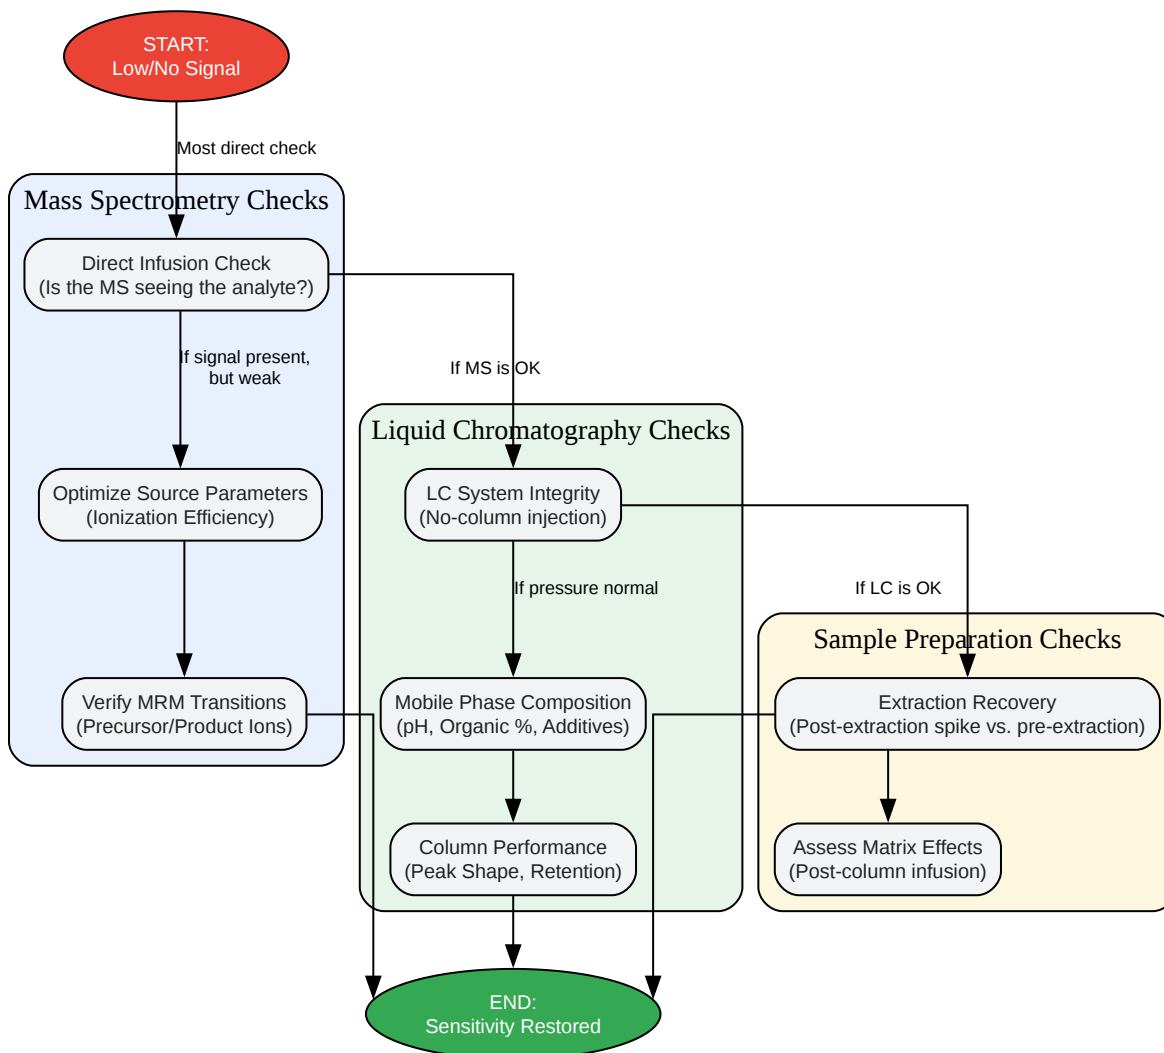 START:
Low/No Signal
Most direct check
Mass Spectrometry Checks
Direct Infusion Check
(Is the MS seeing the analyte?)
If signal present,
but weak
If MS is OK
Liquid Chromatography Checks
Optimize Source Parameters
(Ionization Efficiency)
LC System Integrity
(No-column injection)
If pressure normal
If LC is OK
Sample Preparation Checks
Verify MRM Transitions
(Precursor/Product Ions)
Mobile Phase Composition
(pH, Organic %, Additives)
Extraction Recovery
(Post-extraction spike vs. pre-extraction)
Column Performance
(Peak Shape, Retention)
Assess Matrix Effects
(Post-column infusion)
END:
Sensitivity Restored